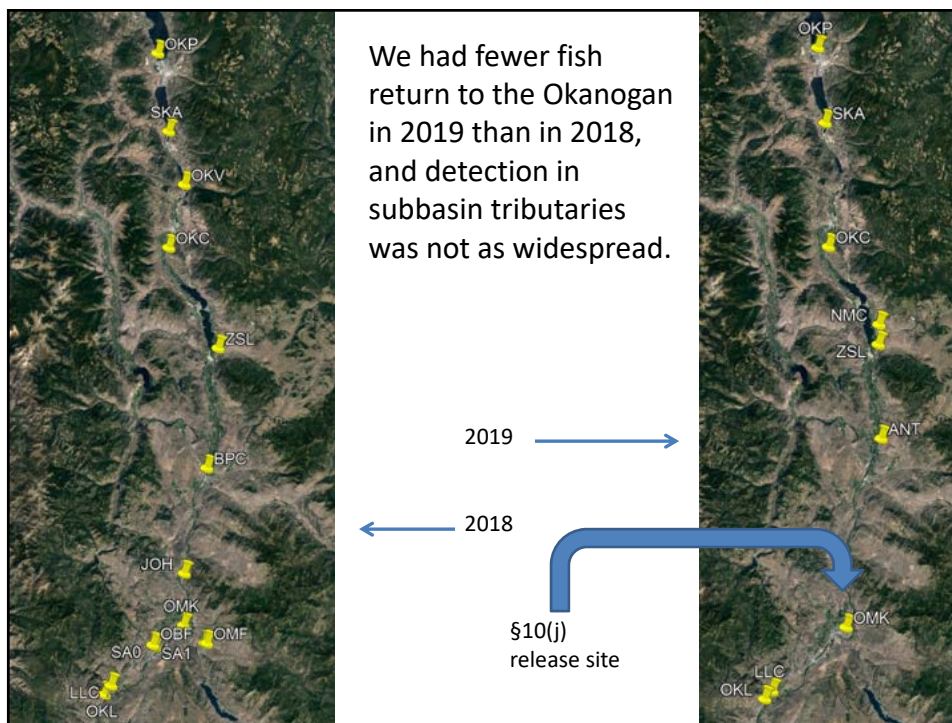 OKP
SKA
OKV
OKC
ZSL
BPC
JOH
OMK
OBF
OMF
SA0
SA1
LLC
OKL
We had fewer fish
return to the Okanogan
in 2019 than in 2018,
and detection in
subbasin tributaries
was not as widespread.
2019
2018
§10(j)
release site
OKP
SKA
OKC
NMC
ZSL
ANT
OMK
LLC
OKL